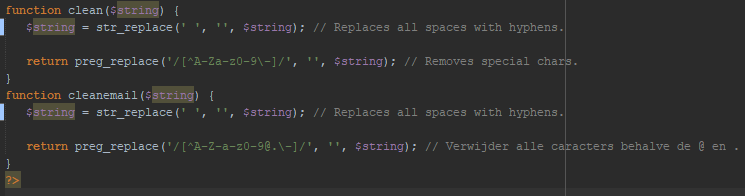 function clean($string) {
$string = str_replace(' ', '', $string); // Replaces all spaces with hyphens.
return preg_replace('/[^A-Za-z0-9\-]/', '', $string); // Removes special chars.
}
function cleanemail($string) {
$string = str_replace(' ', '', $string); // Replaces all spaces with hyphens.
return preg_replace('/[^A-Z-a-z0-9@.\-]/', '', $string); // Verwijder alle caracters behalve de @ en .
}
?>